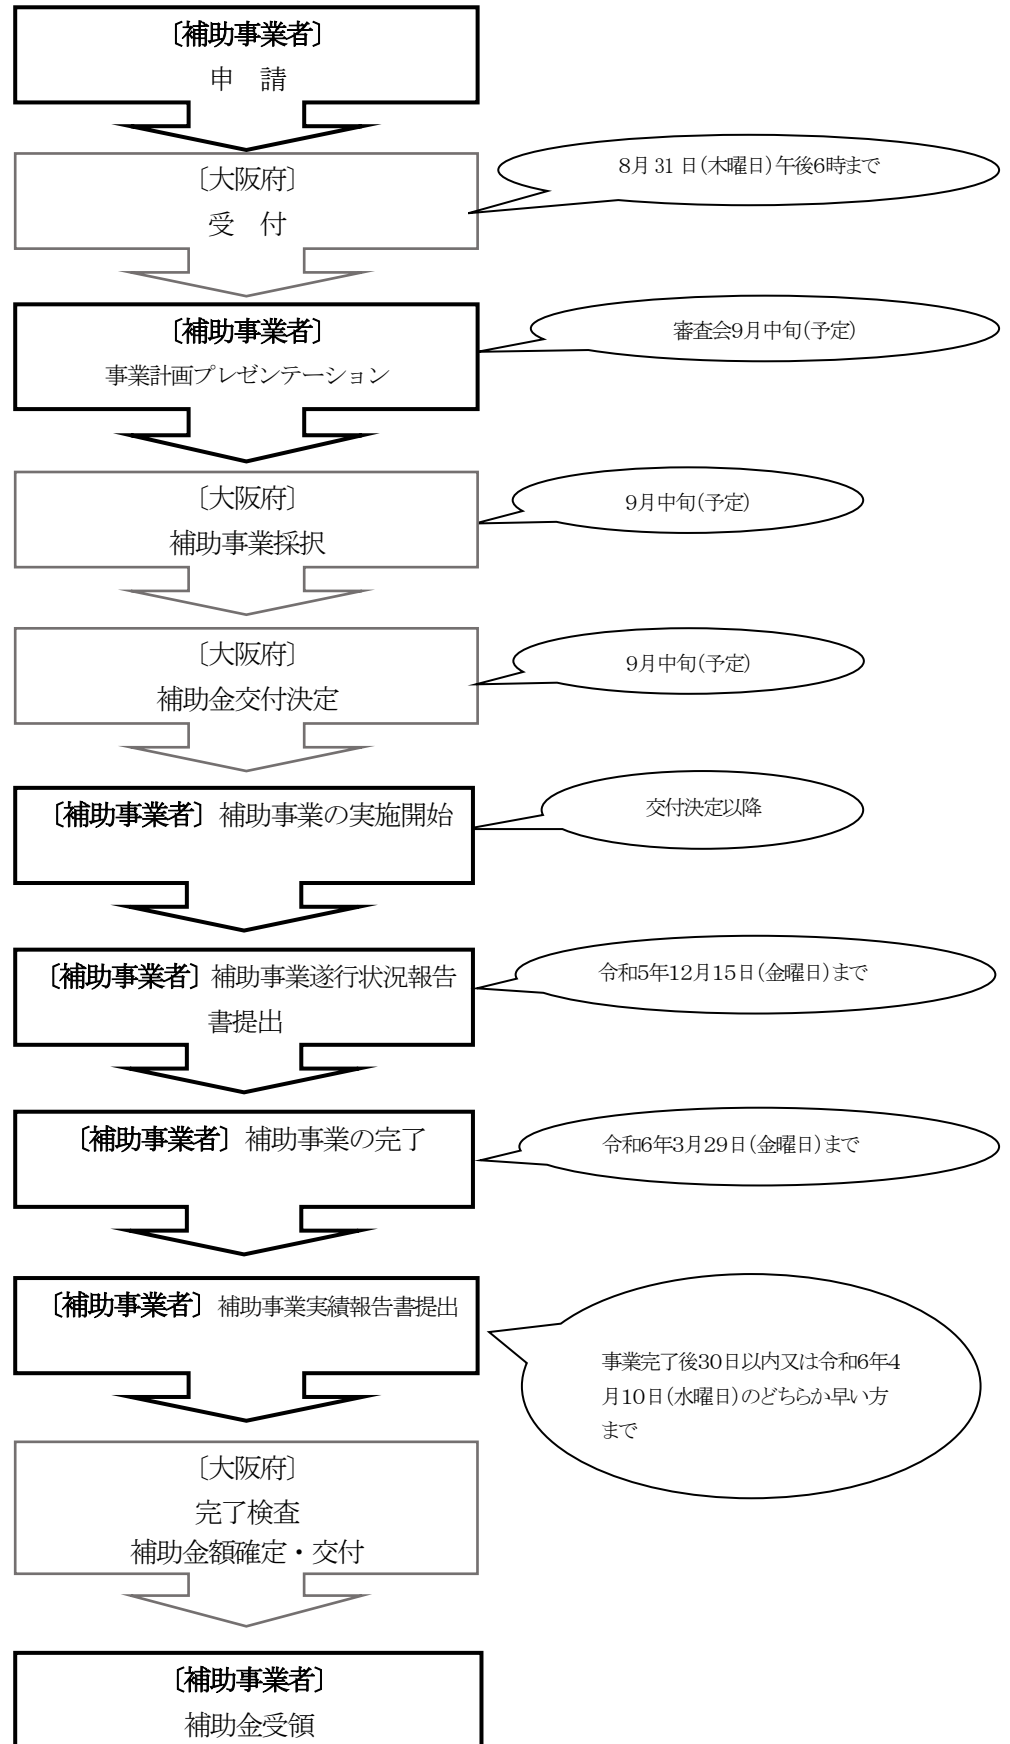 〔補助事業者〕
申　請
〔大阪府〕
受　付
8月31日(木曜日)午後6時まで
〔補助事業者〕
事業計画プレゼンテーション
審査会9月中旬(予定)
〔大阪府〕
補助事業採択
9月中旬(予定)
〔大阪府〕
補助金交付決定
9月中旬(予定)
〔補助事業者〕補助事業の実施開始
交付決定以降
〔補助事業者〕補助事業遂行状況報告
書提出
令和5年12月15日(金曜日)まで
〔補助事業者〕補助事業の完了
令和6年3月29日(金曜日)まで
〔補助事業者〕補助事業実績報告書提出
事業完了後30日以内又は令和6年4
月10日(水曜日)のどちらか早い方
まで
〔大阪府〕
完了検査
補助金額確定・交付
〔補助事業者〕
補助金受領